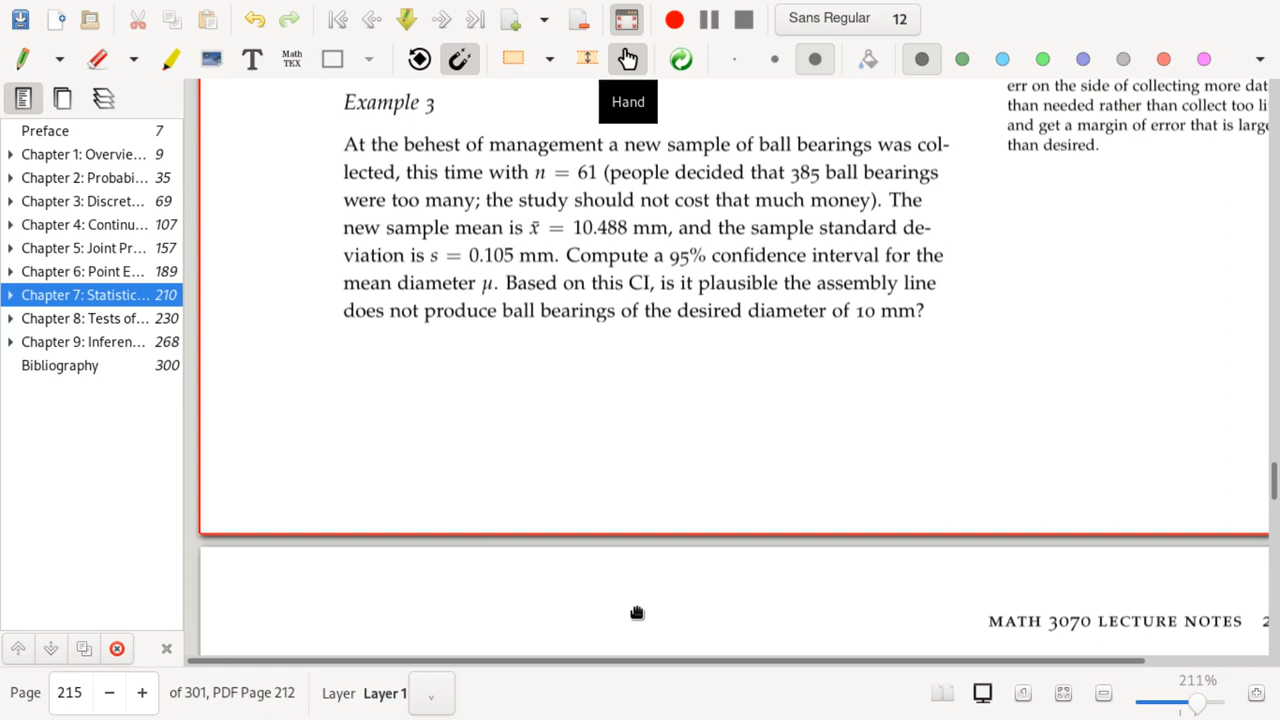 Sans Regular 12
Math
TEX
Hand
Preface 7
Chapter 1: Overvie... 9
Chapter 2: Probabi... 35
Chapter 3: Discret... 69
Chapter 4: Continu... 107
Chapter 5: Joint Pr... 157
Chapter 6: Point E... 189
Chapter 7: Statistic... 210
Chapter 8: Tests of... 230
Chapter 9: Inferen... 268
Bibliography 300
Example 3
At the behest of management a new sample of ball bearings was col-
lected, this time with n = 61 (people decided that 385 ball bearings
were too many; the study should not cost that much money). The
new sample mean is x̄ = 10.488 mm, and the sample standard de-
viation is s = 0.105 mm. Compute a 95% confidence interval for the
mean diameter μ. Based on this CI, is it plausible the assembly line
does not produce ball bearings of the desired diameter of 10 mm?
err on the side of collecting more dat
than needed rather than collect too li
and get a margin of error that is large
than desired.
MATH 3070 LECTURE NOTES 2
Page 215 of 301, PDF Page 212 Layer Layer 1 211%